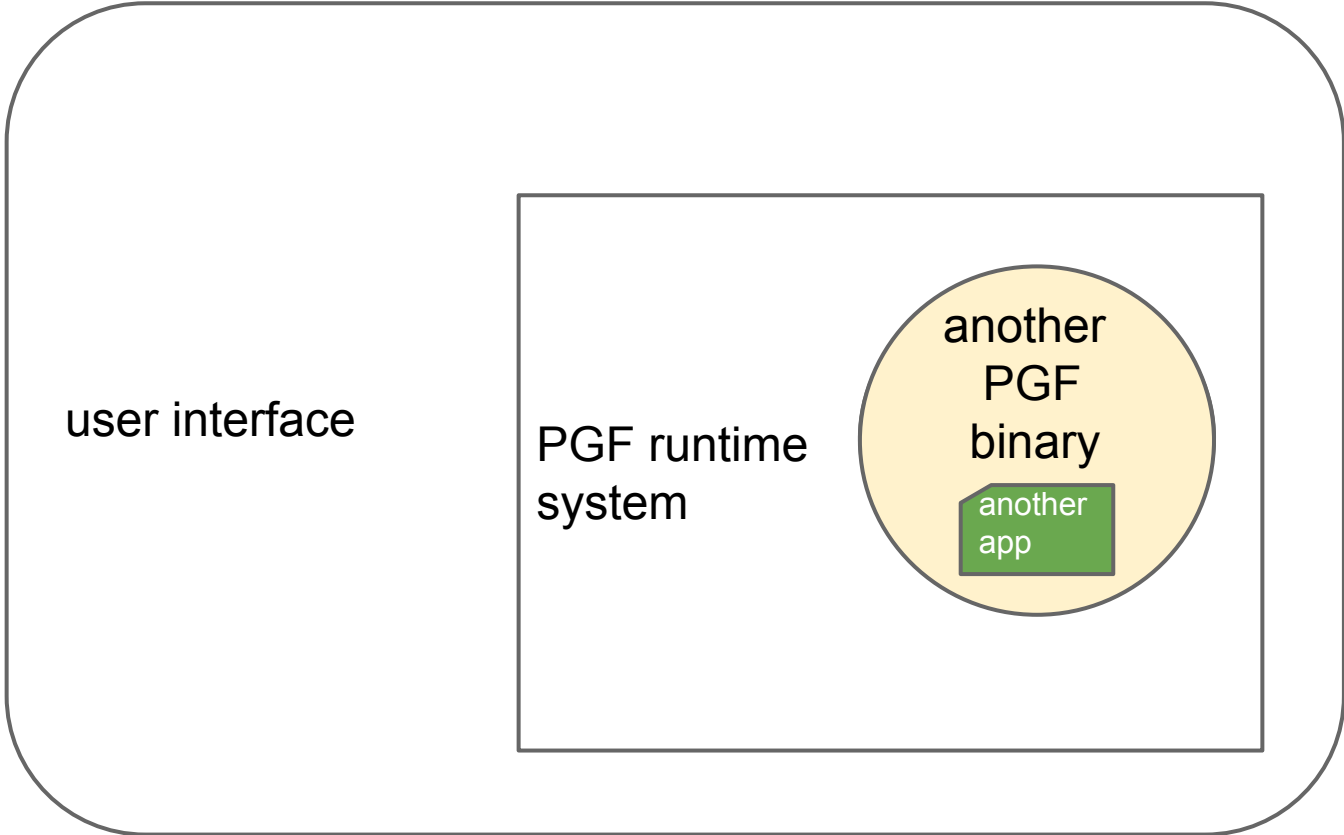 user interface
PGF runtime
system
another
PGF
binary
another
app